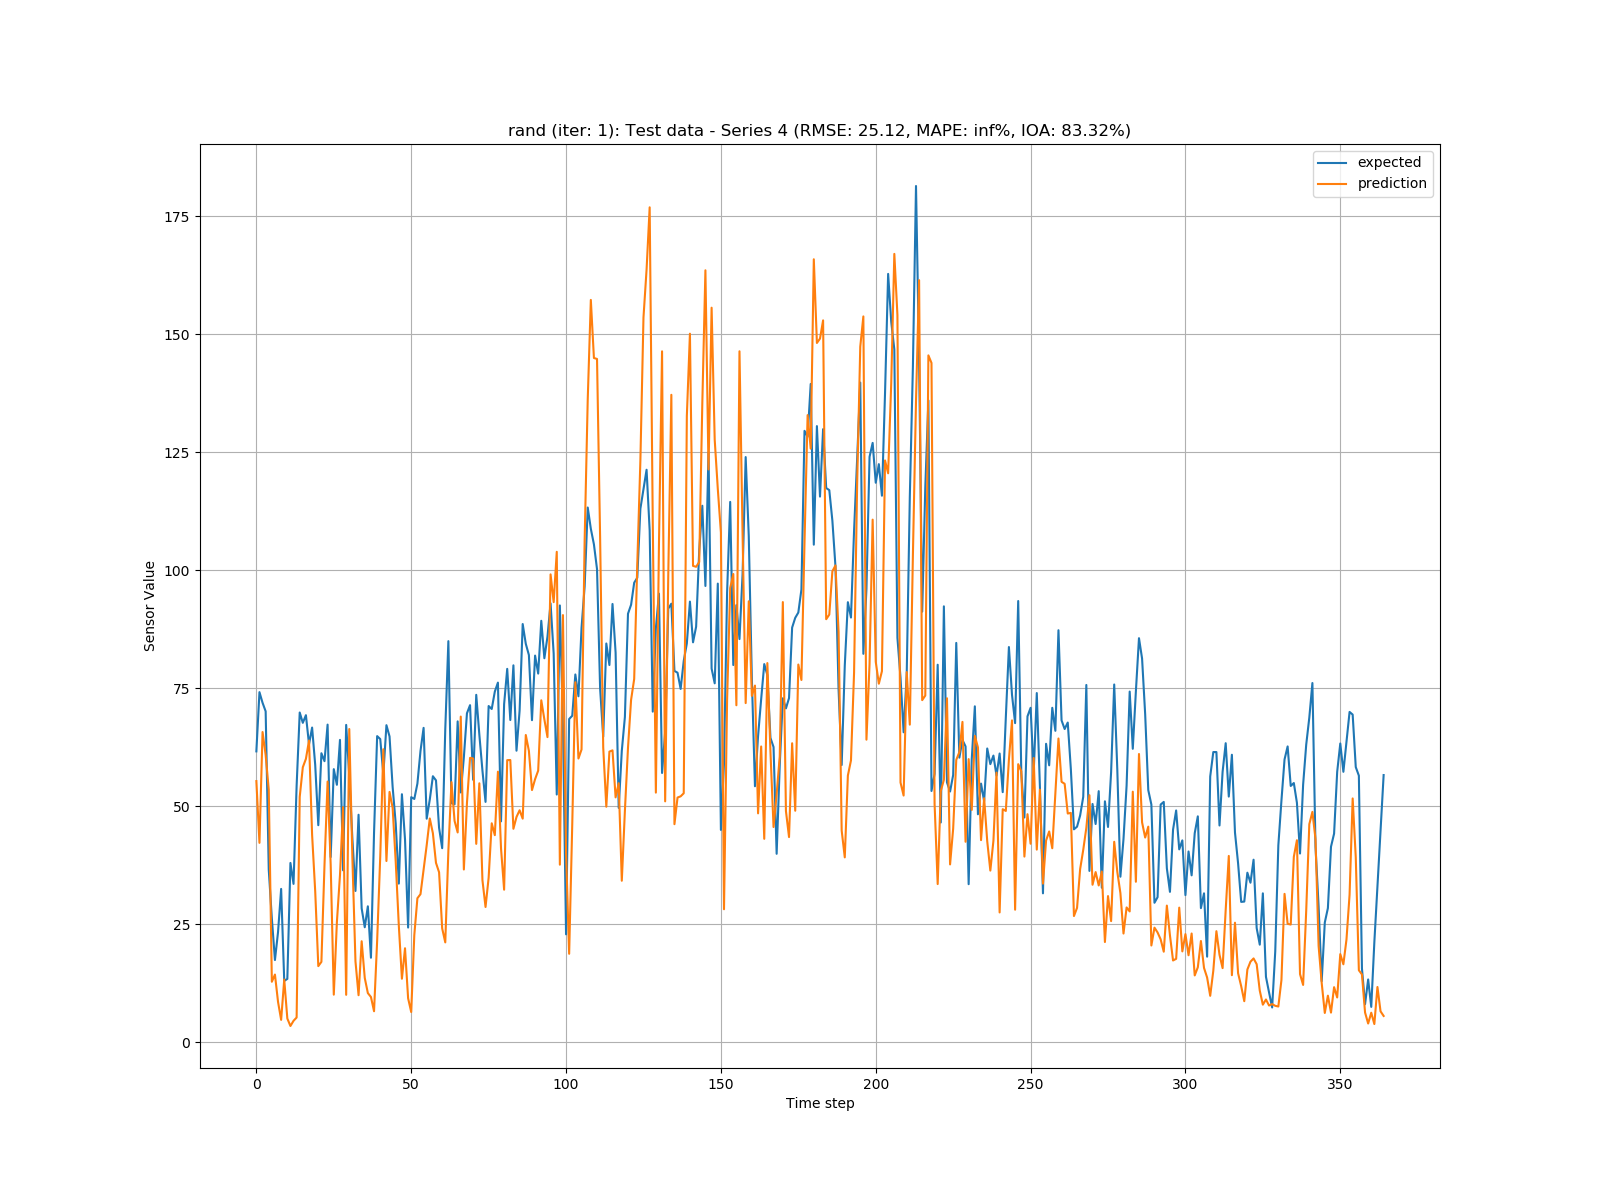 rand (iter: 1): Test data - Series 4 (RMSE: 25.12, MAPE: inf%, IOA: 83.32%)
expected
prediction
175
150
125
100
75
50
25
0
Sensor Value
0 50 100 150 200 250 300 350
Time step